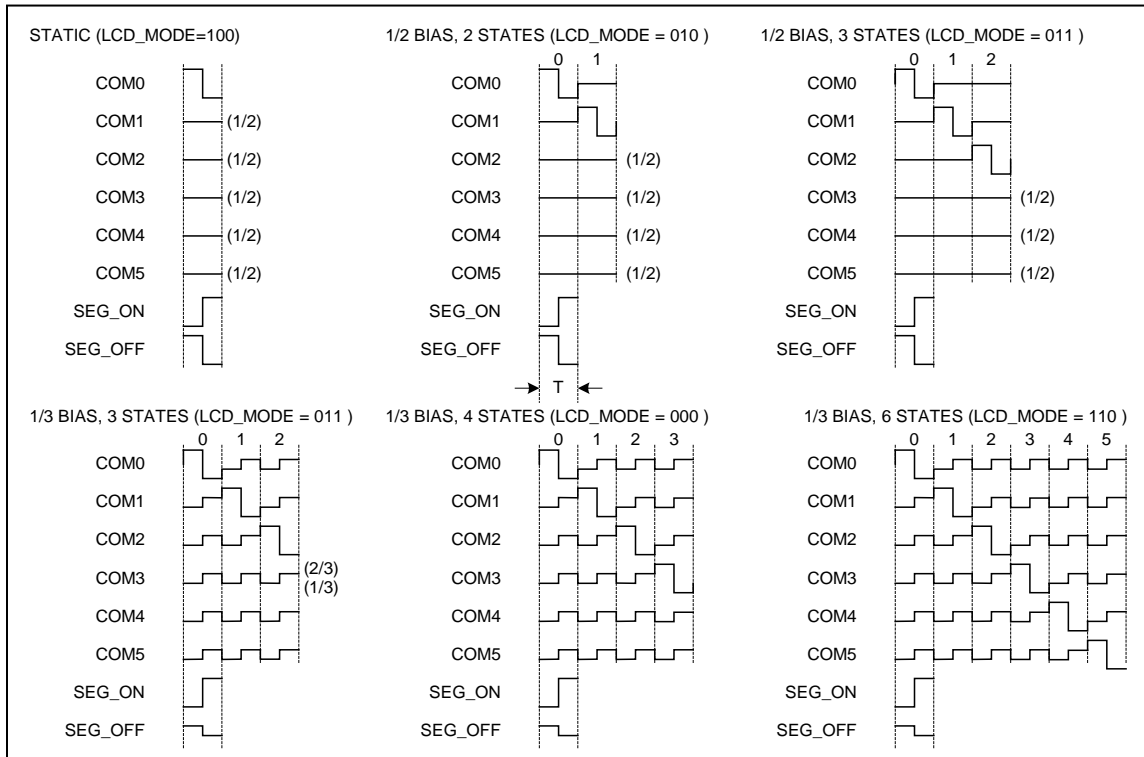 STATIC (LCD_MODE=100)
COM0
COM1 (1/2)
COM2 (1/2)
COM3 (1/2)
COM4 (1/2)
COM5 (1/2)
SEG_ON
SEG_OFF
1/2 BIAS, 2 STATES (LCD_MODE = 010 )
0 1
COM0
COM1
COM2 (1/2)
COM3 (1/2)
COM4 (1/2)
COM5 (1/2)
SEG_ON
SEG_OFF
T
1/2 BIAS, 3 STATES (LCD_MODE = 011 )
0 1 2
COM0
COM1
COM2
COM3 (1/2)
COM4 (1/2)
COM5 (1/2)
SEG_ON
SEG_OFF
1/3 BIAS, 3 STATES (LCD_MODE = 011 )
0 1 2
COM0
COM1
COM2
(2/3)
COM3
(1/3)
COM4
COM5
SEG_ON
SEG_OFF
1/3 BIAS, 4 STATES (LCD_MODE = 000 )
0 1 2 3
COM0
COM1
COM2
COM3
COM4
COM5
SEG_ON
SEG_OFF
1/3 BIAS, 6 STATES (LCD_MODE = 110 )
0 1 2 3 4 5
COM0
COM1
COM2
COM3
COM4
COM5
SEG_ON
SEG_OFF